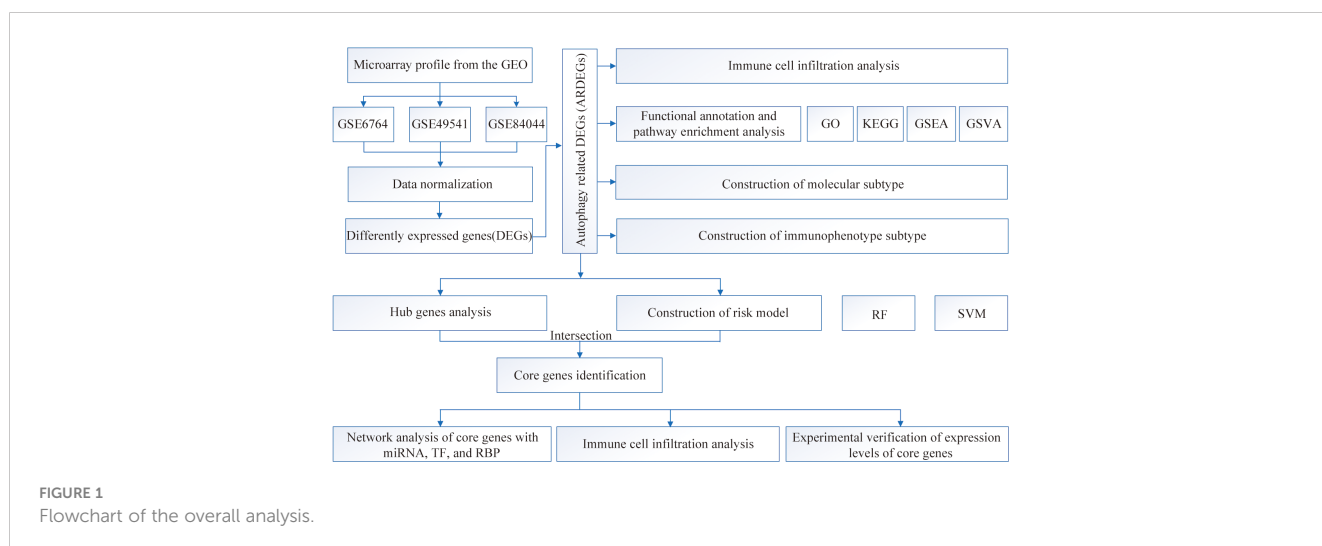 Microarray profile from the GEO
GSE6764
GSE49541
GSE84044
Data normalization
Differently expressed genes(DEGs)
Autophagy related DEGs (ARDEGs)
Immune cell infiltration analysis
Functional annotation and
pathway enrichment analysis
GO
KEGG
GSEA
GSVA
Construction of molecular subtype
Construction of immunophenotype subtype
Hub genes analysis
Construction of risk model
RF
SVM
Intersection
Core genes identification
Network analysis of core genes with
miRNA, TF, and RBP
Immune cell infiltration analysis
Experimental verification of expression
levels of core genes
FIGURE 1
Flowchart of the overall analysis.